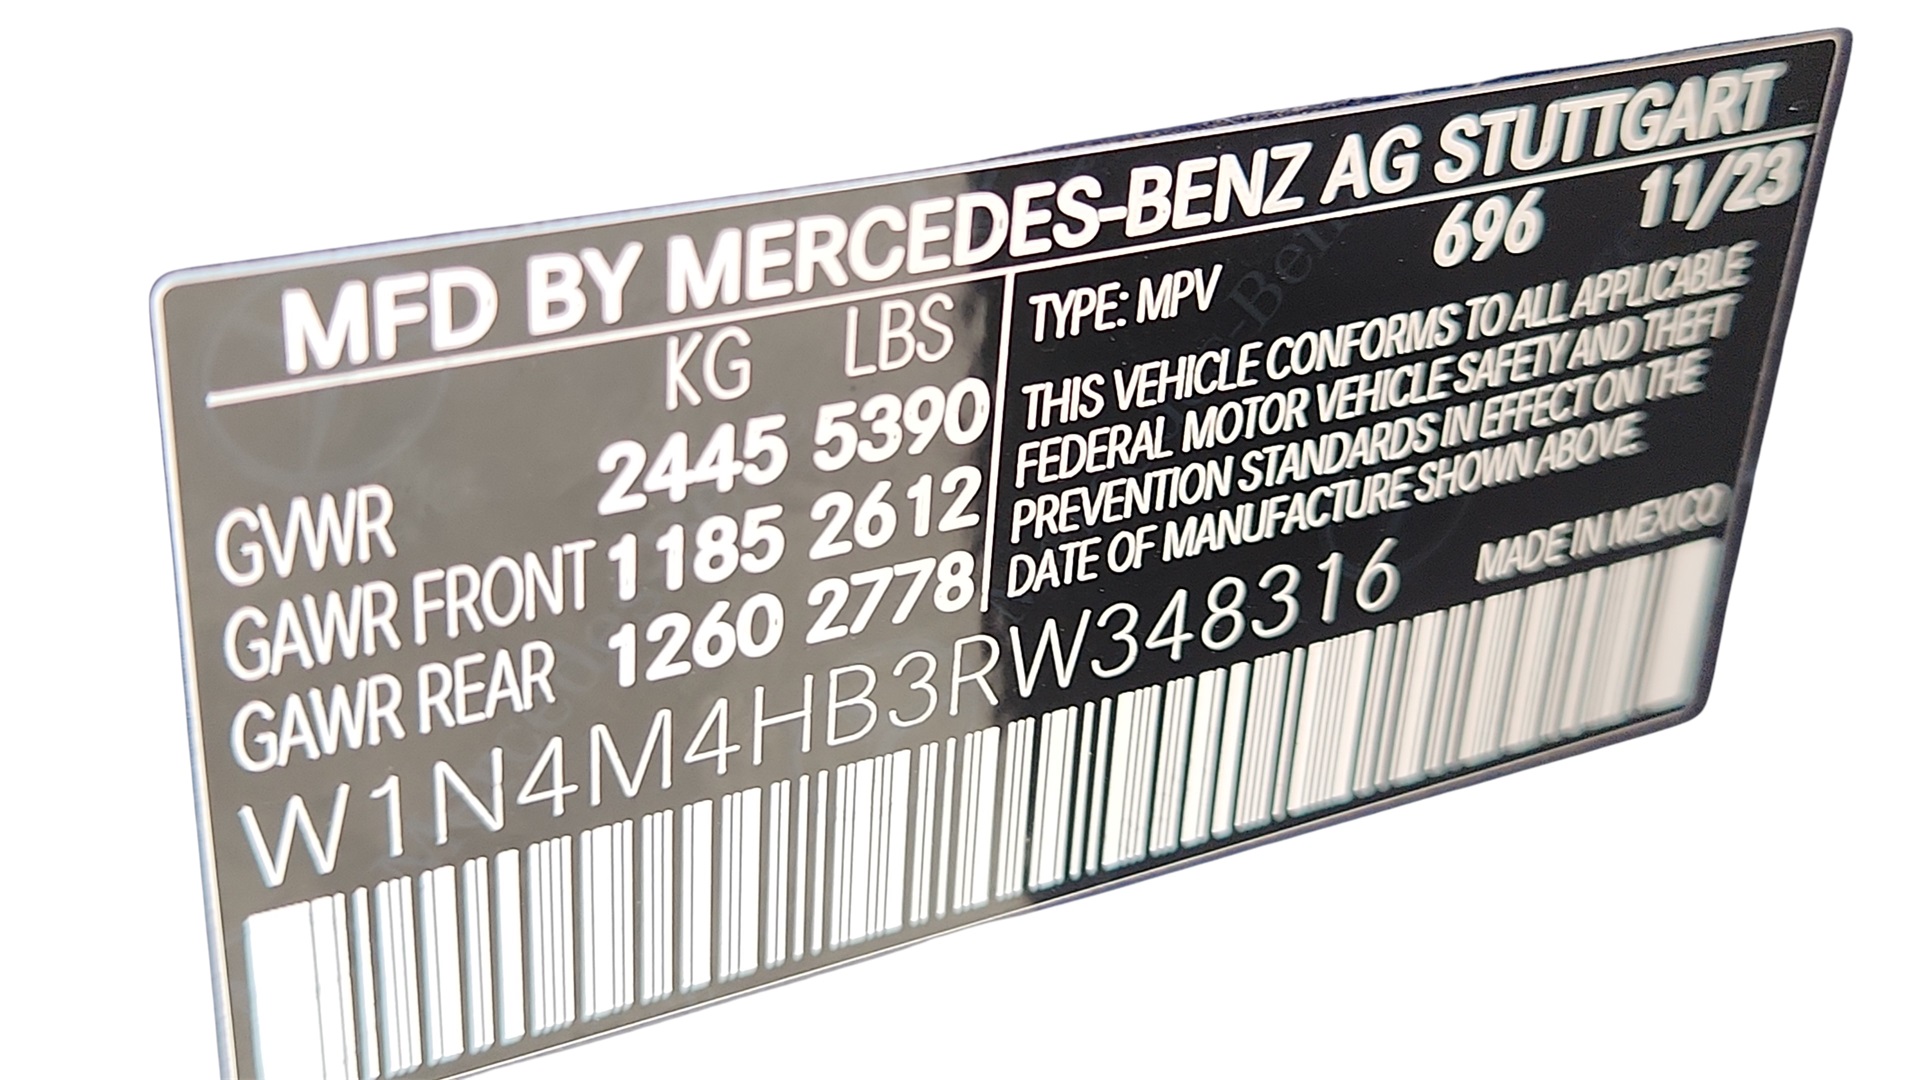 MFD BY MERCEDES-BENZ AG STUTTGART
KG LBS
GVWR 2445 5390
GAWR FRONT 1185 2612
GAWR REAR 1260 2778
696 11/23
TYPE: MPV
THIS VEHICLE CONFORMS TO ALL APPLICABLE
FEDERAL MOTOR VEHICLE SAFETY AND THEFT
PREVENTION STANDARDS IN EFFECT ON THE
DATE OF MANUFACTURE SHOWN ABOVE.
W1N4M4HB3RW348316 MADE IN MEXICO